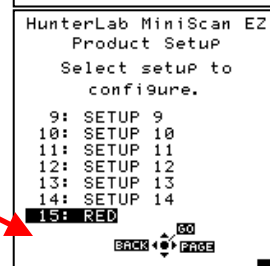 HunterLab MiniScan EZ
Product Setup
Select setup to
configure.
9: SETUP 9
10: SETUP 10
11: SETUP 11
12: SETUP 12
13: SETUP 13
14: SETUP 14
15: RED
GO
BACK PAGE